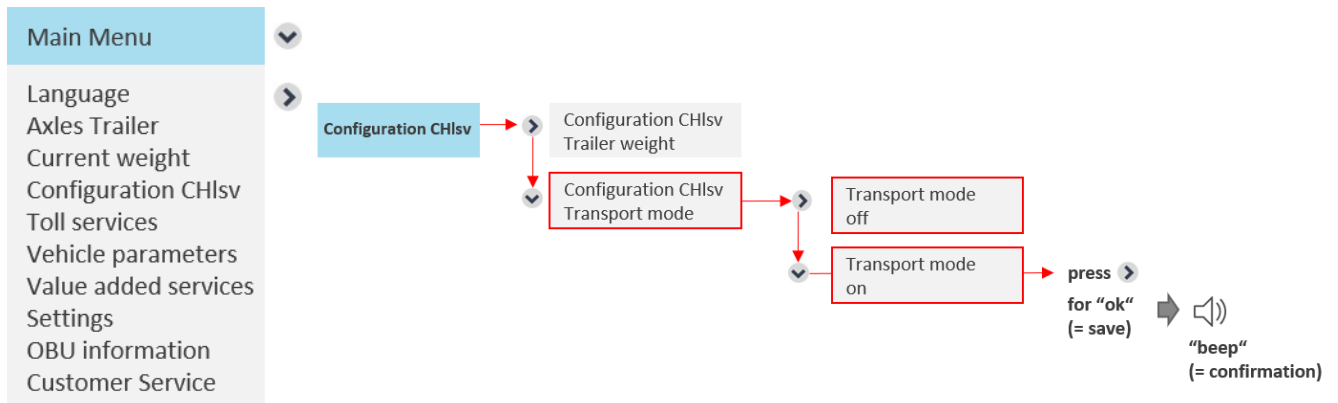 Main Menu
Language
Axles Trailer
Current weight
Configuration CHlsv
Toll services
Vehicle parameters
Value added services
Settings
OBU information
Customer Service
Configuration CHlsv
Configuration CHlsv
Trailer weight
Configuration CHlsv
Transport mode
Transport mode
off
Transport mode
on
press
for “ok“
(= save)
“beep“
(= confirmation)